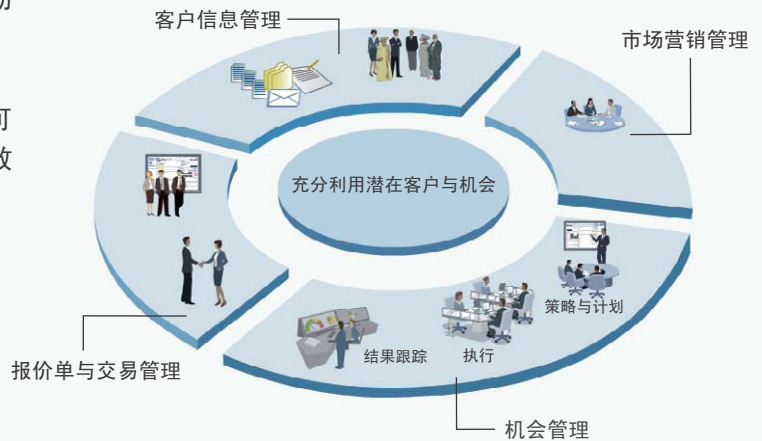 客户信息管理
市场营销管理
充分利用潜在客户与机会
策略与计划
结果跟踪
执行
报价单与交易管理
机会管理